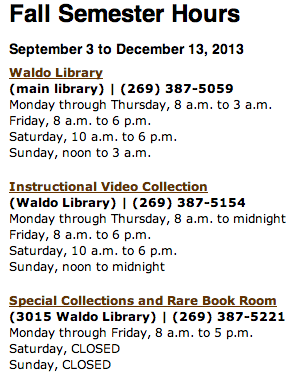 Fall Semester Hours
September 3 to December 13, 2013
Waldo Library
(main library) | (269) 387-5059
Monday through Thursday, 8 a.m. to 3 a.m.
Friday, 8 a.m. to 6 p.m.
Saturday, 10 a.m. to 6 p.m.
Sunday, noon to 3 a.m.
Instructional Video Collection
(Waldo Library) | (269) 387-5154
Monday through Thursday, 8 a.m. to midnight
Friday, 8 a.m. to 6 p.m.
Saturday, 10 a.m. to 6 p.m.
Sunday, noon to midnight
Special Collections and Rare Book Room
(3015 Waldo Library) | (269) 387-5221
Monday through Friday, 8 a.m. to 5 p.m.
Saturday, CLOSED
Sunday, CLOSED